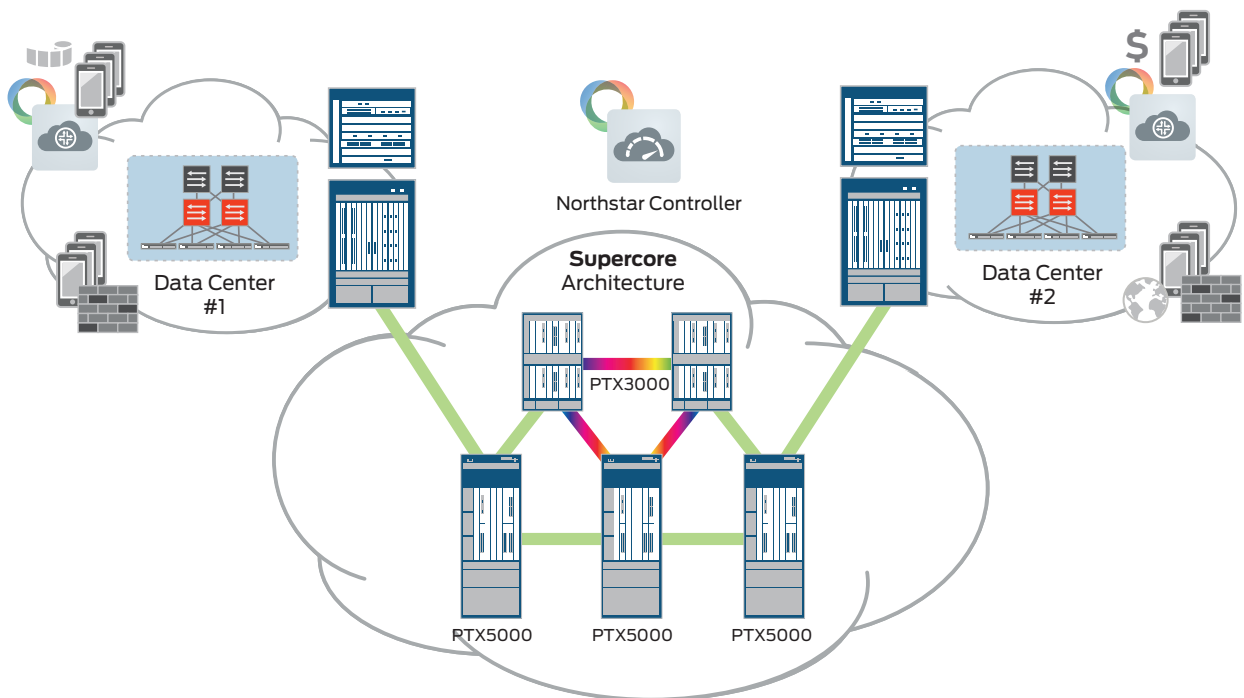 $
Northstar Controller
Supercore
Architecture
Data Center
#1
Data Center
#2
PTX3000
PTX5000
PTX5000
PTX5000